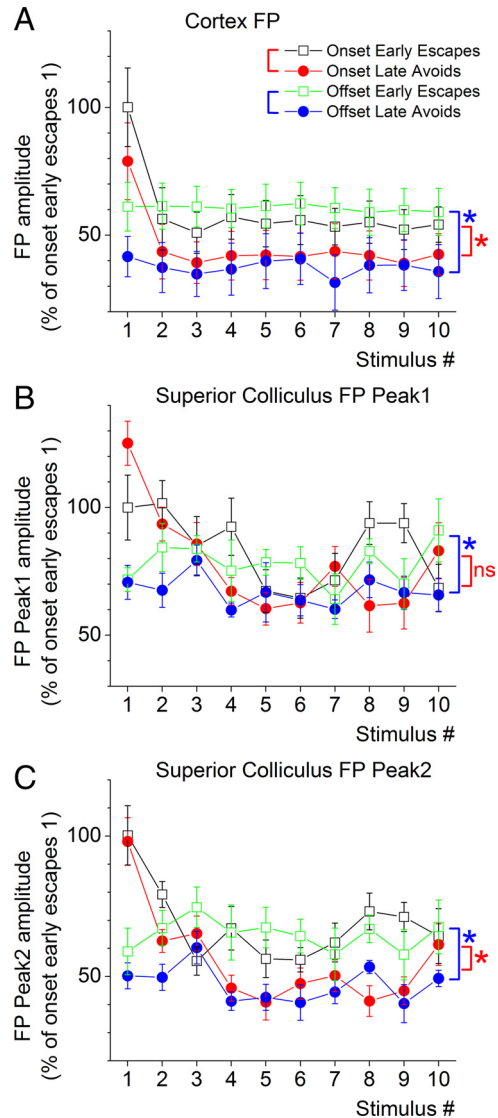 A
Cortex FP
Onset Early Escapes
Onset Late Avoids
Offset Early Escapes
Offset Late Avoids
FP amplitude
(% of onset early escapes 1)
100
50
*
*
1 2 3 4 5 6 7 8 9 10
Stimulus #
B
Superior Colliculus FP Peak1
FP Peak1 amplitude
(% of onset early escapes 1)
100
50
*
ns
1 2 3 4 5 6 7 8 9 10
Stimulus #
C
Superior Colliculus FP Peak2
FP Peak2 amplitude
(% of onset early escapes 1)
100
50
*
*
1 2 3 4 5 6 7 8 9 10
Stimulus #